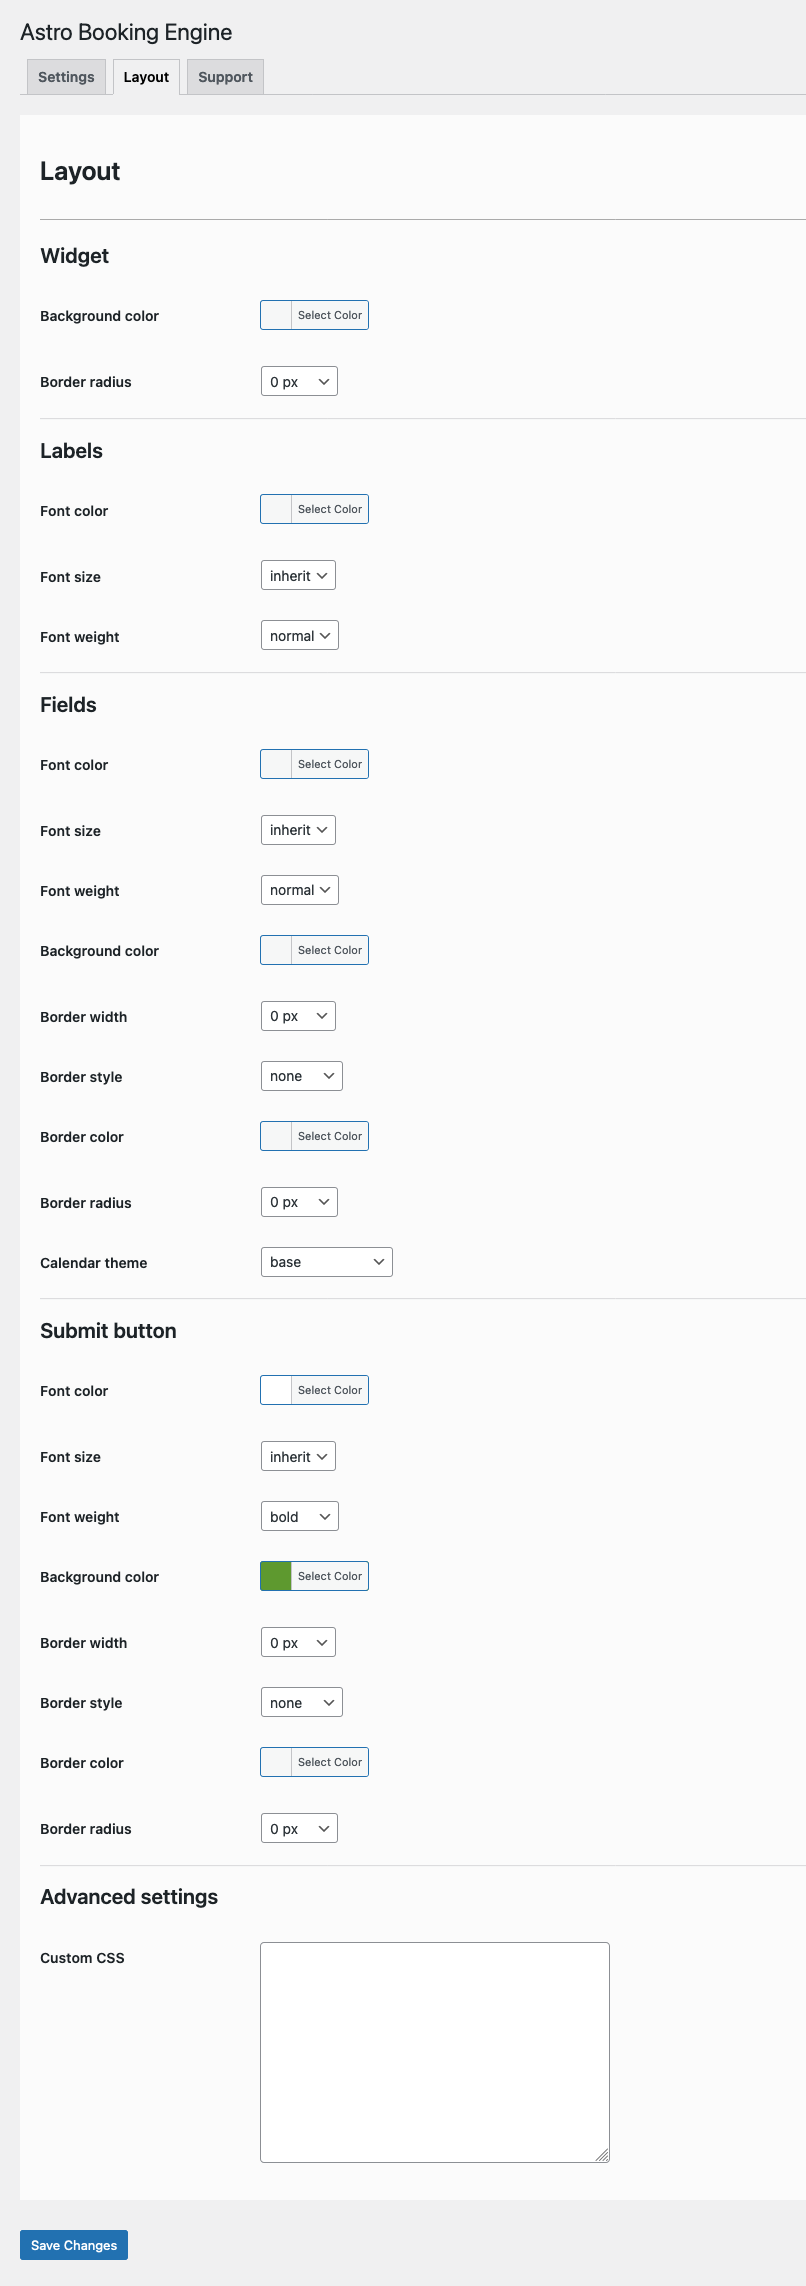 Astro Booking Engine
Settings Layout Support
Layout
Widget
Background color Select Color
Border radius 0 px
Labels
Font color Select Color
Font size inherit
Font weight normal
Fields
Font color Select Color
Font size inherit
Font weight normal
Background color Select Color
Border width 0 px
Border style none
Border color Select Color
Border radius 0 px
Calendar theme base
Submit button
Font color Select Color
Font size inherit
Font weight bold
Background color Select Color
Border width 0 px
Border style none
Border color Select Color
Border radius 0 px
Advanced settings
Custom CSS
Save Changes